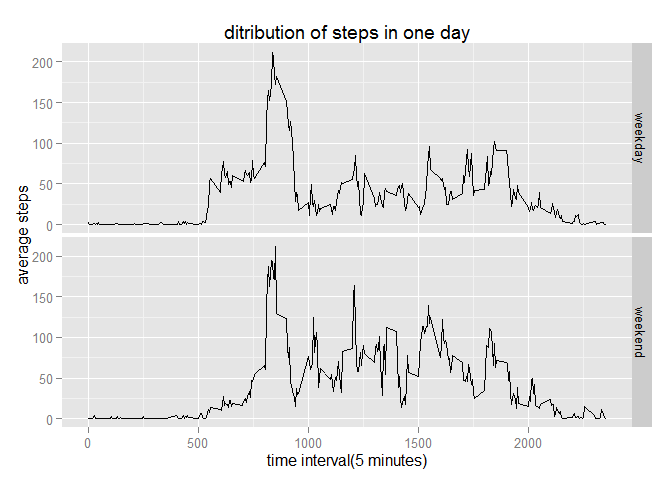 ditribution of steps in one day
average steps
200
150
100
50
0
weekday
200
150
100
50
0
weekend
0 500 1000 1500 2000
time interval(5 minutes)